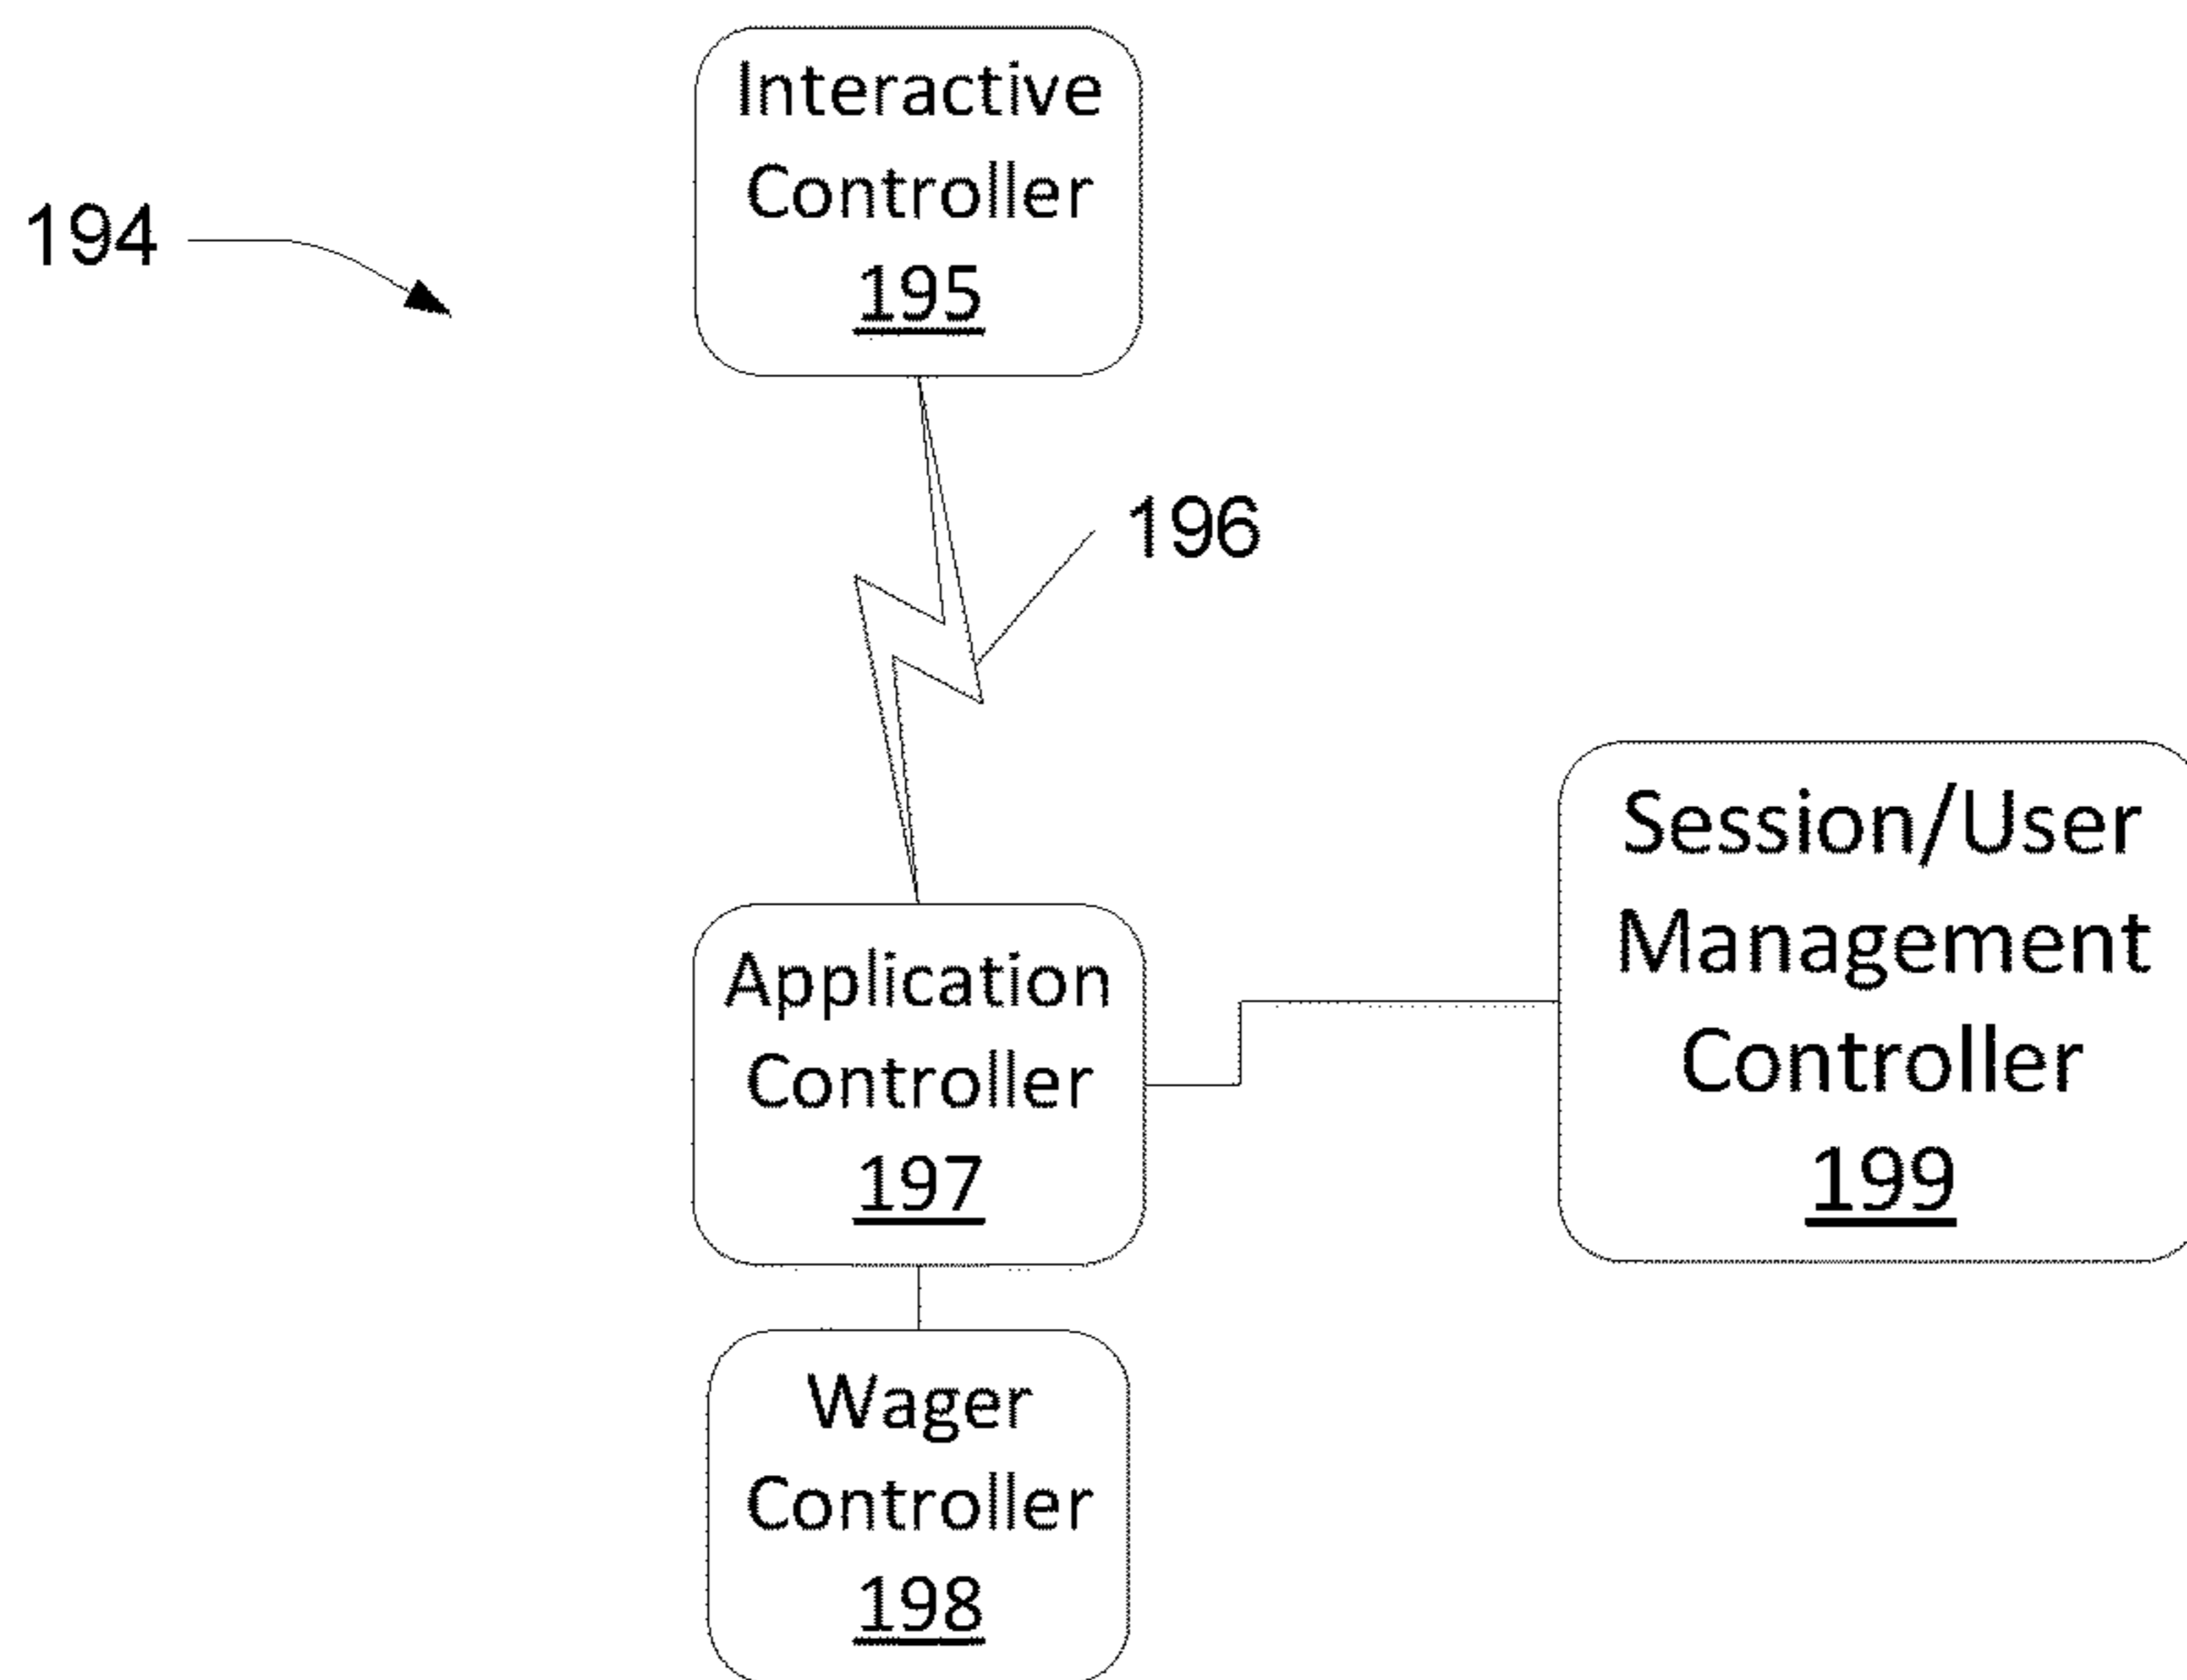 Interactive
Controller
195
194
196
Application
Controller
197
Session/User
Management
Controller
199
Wager
Controller
198